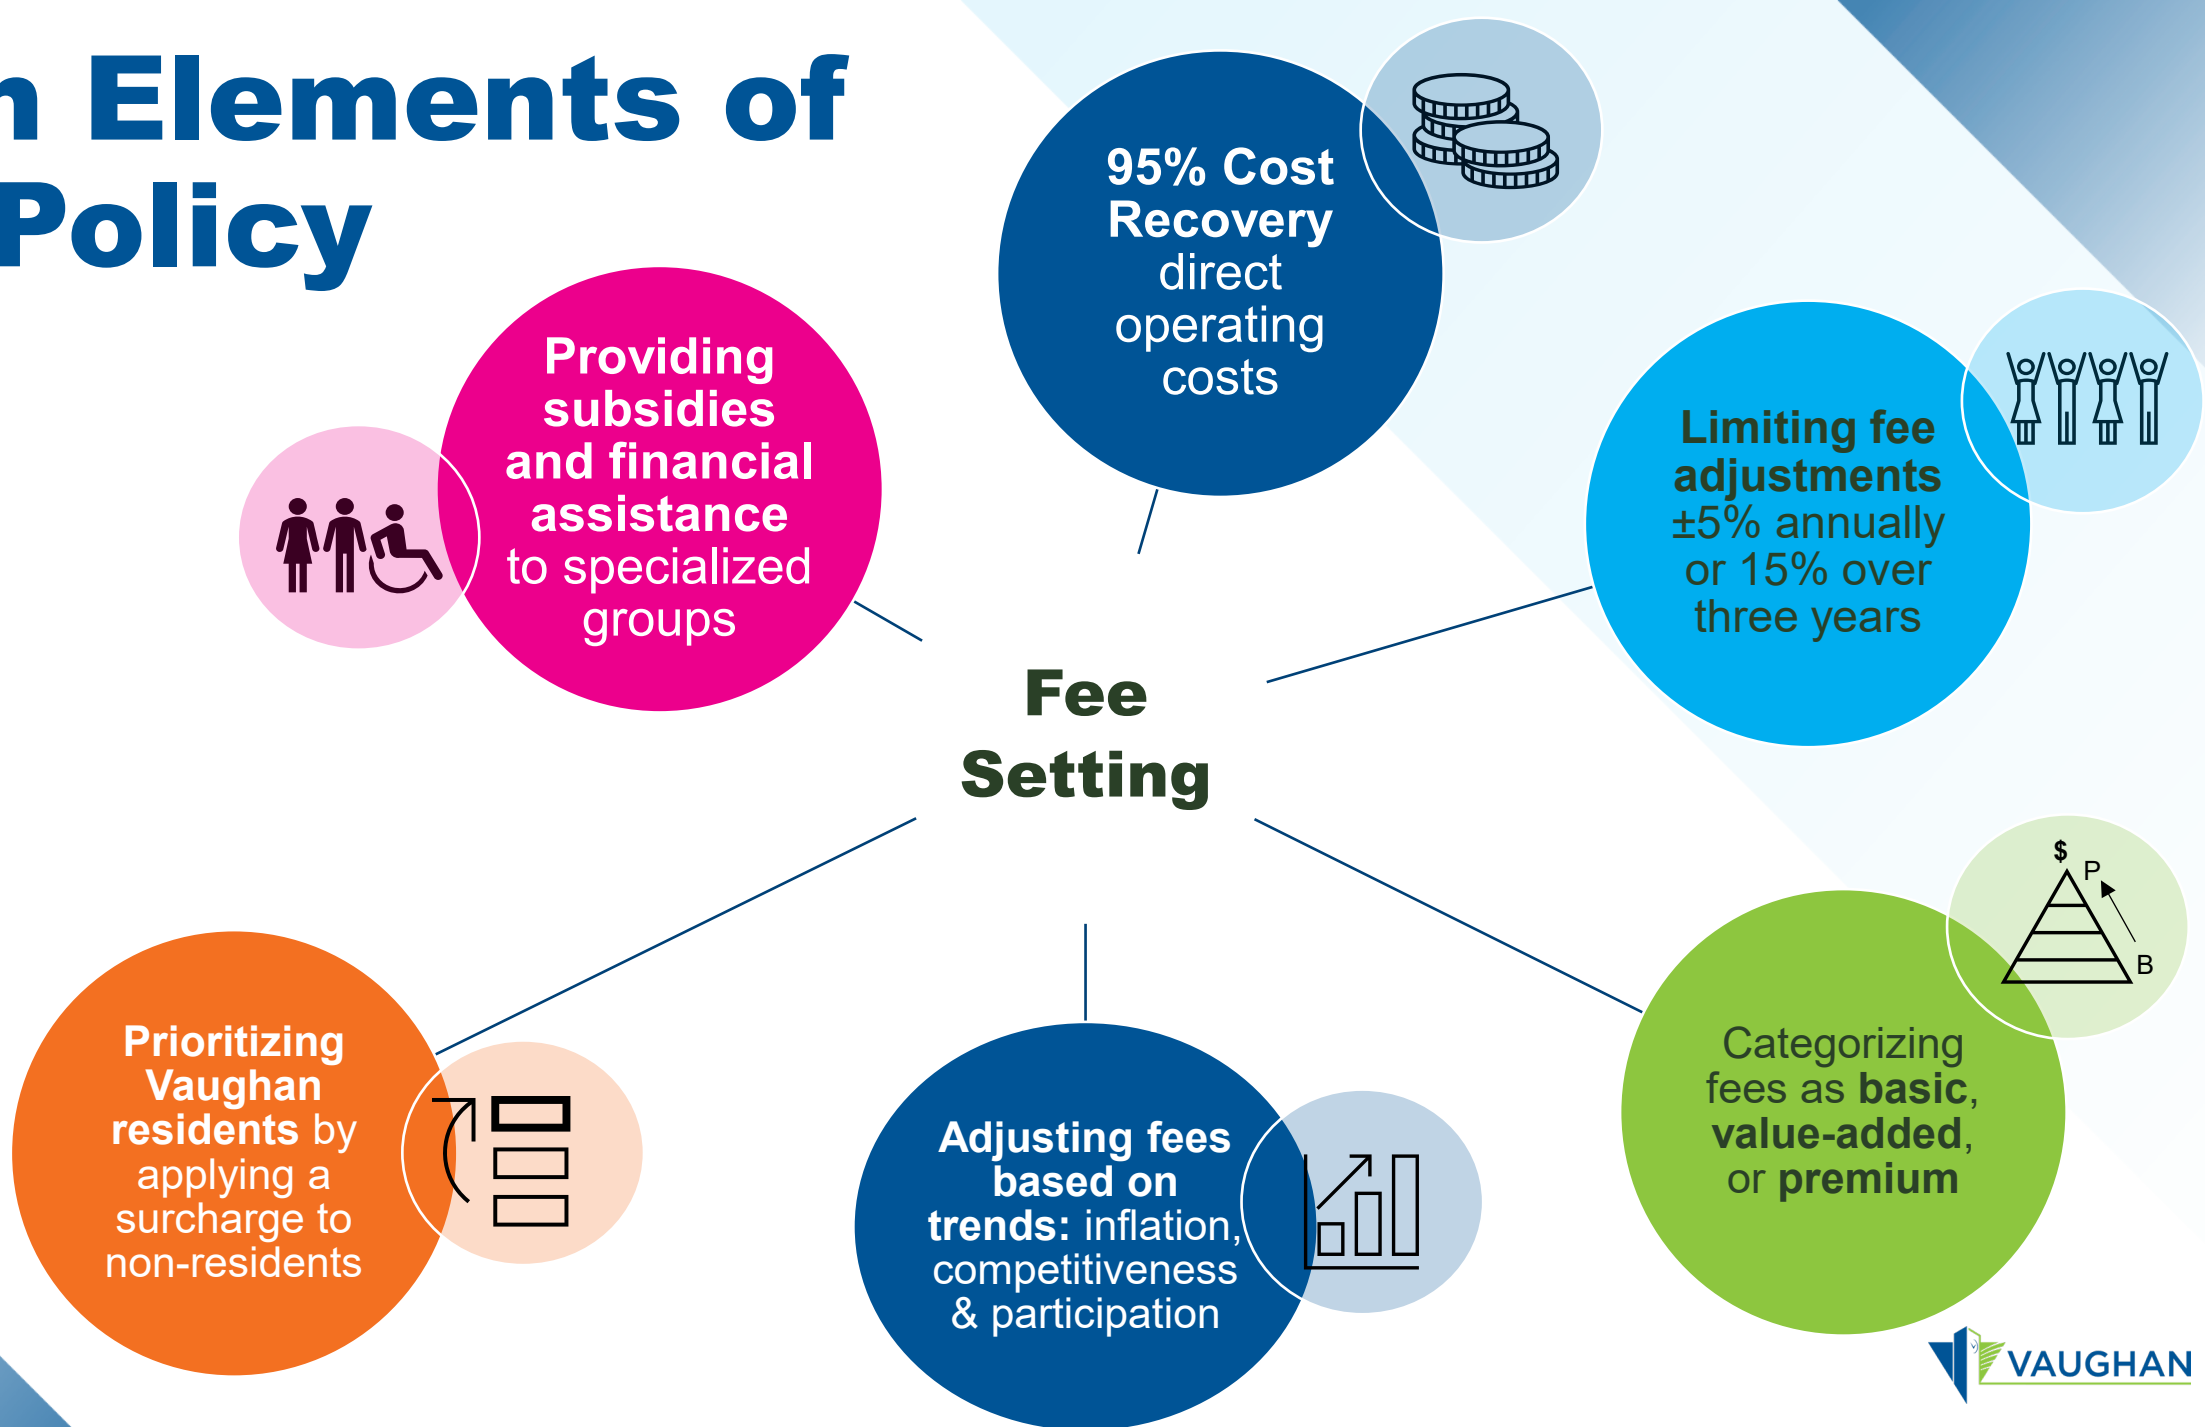 n Elements of
Policy
95% Cost
Recovery
direct
operating
costs
Providing
subsidies
and financial
assistance
to specialized
groups
Limiting fee
adjustments
±5% annually
or 15% over
three years
Fee
Setting
$
P
B
Categorizing
fees as basic,
value-added,
or premium
Prioritizing
Vaughan
residents by
applying a
surcharge to
non-residents
Adjusting fees
based on
trends: inflation,
competitiveness
& participation
VAUGHAN